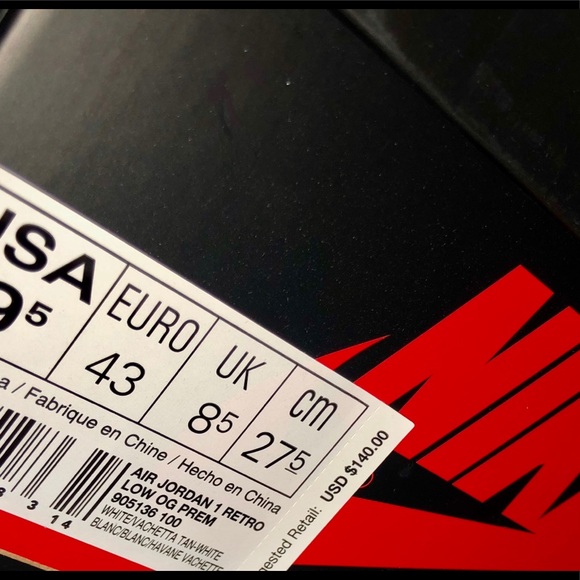 USA EURO UK cm
9⁵ 43 8⁵ 27⁵
/ Fabrique en Chine / Hecho en China
3 14
AIR JORDAN 1 RETRO
LOW OG PREM
905136 100
WHITE/VACHETTA TAN-WHITE
BLANC/BLANC/HAVANE VACHETTE
Retail: USD $140.00
NIK